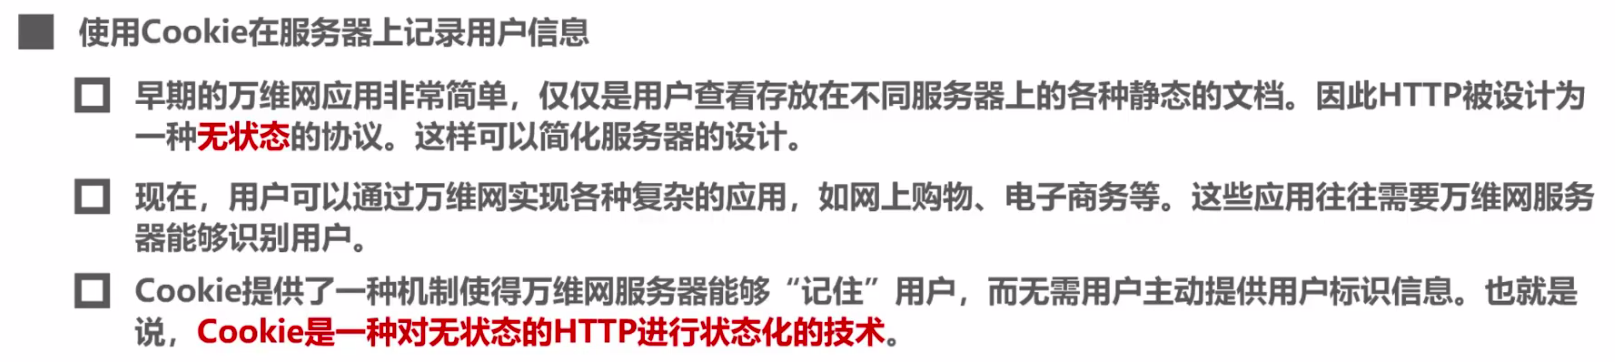 使用Cookie在服务器上记录用户信息
早期的万维网应用非常简单，仅仅是用户查看存放在不同服务器上的各种静态的文档。因此HTTP被设计为
一种无状态的协议。这样可以简化服务器的设计。
现在，用户可以通过万维网实现各种复杂的应用，如网上购物、电子商务等。这些应用往往需要万维网服务
器能够识别用户。
Cookie提供了一种机制使得万维网服务器能够“记住”用户，而无需用户主动提供用户标识信息。也就是
说，Cookie是一种对无状态的HTTP进行状态化的技术。